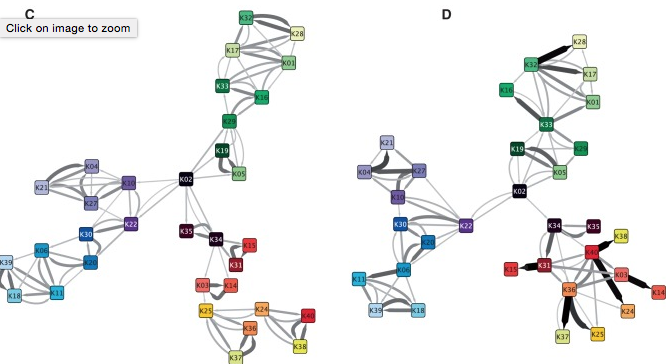 C
Click on image to zoom
K32
K28
K17
K01
K33
K16
K29
K19
K05
K04
K21
K10
K27
K02
K22
K30
K06
K20
K39
K18
K11
K35
K34
K15
K31
K03
K14
K25
K24
K40
K36
K38
K37
D
K28
K32
K17
K16
K01
K33
K19
K29
K05
K21
K04
K27
K10
K02
K30
K22
K20
K06
K11
K39
K18
K34
K35
K38
K40
K15
K31
K03
K36
K14
K24
K37
K25